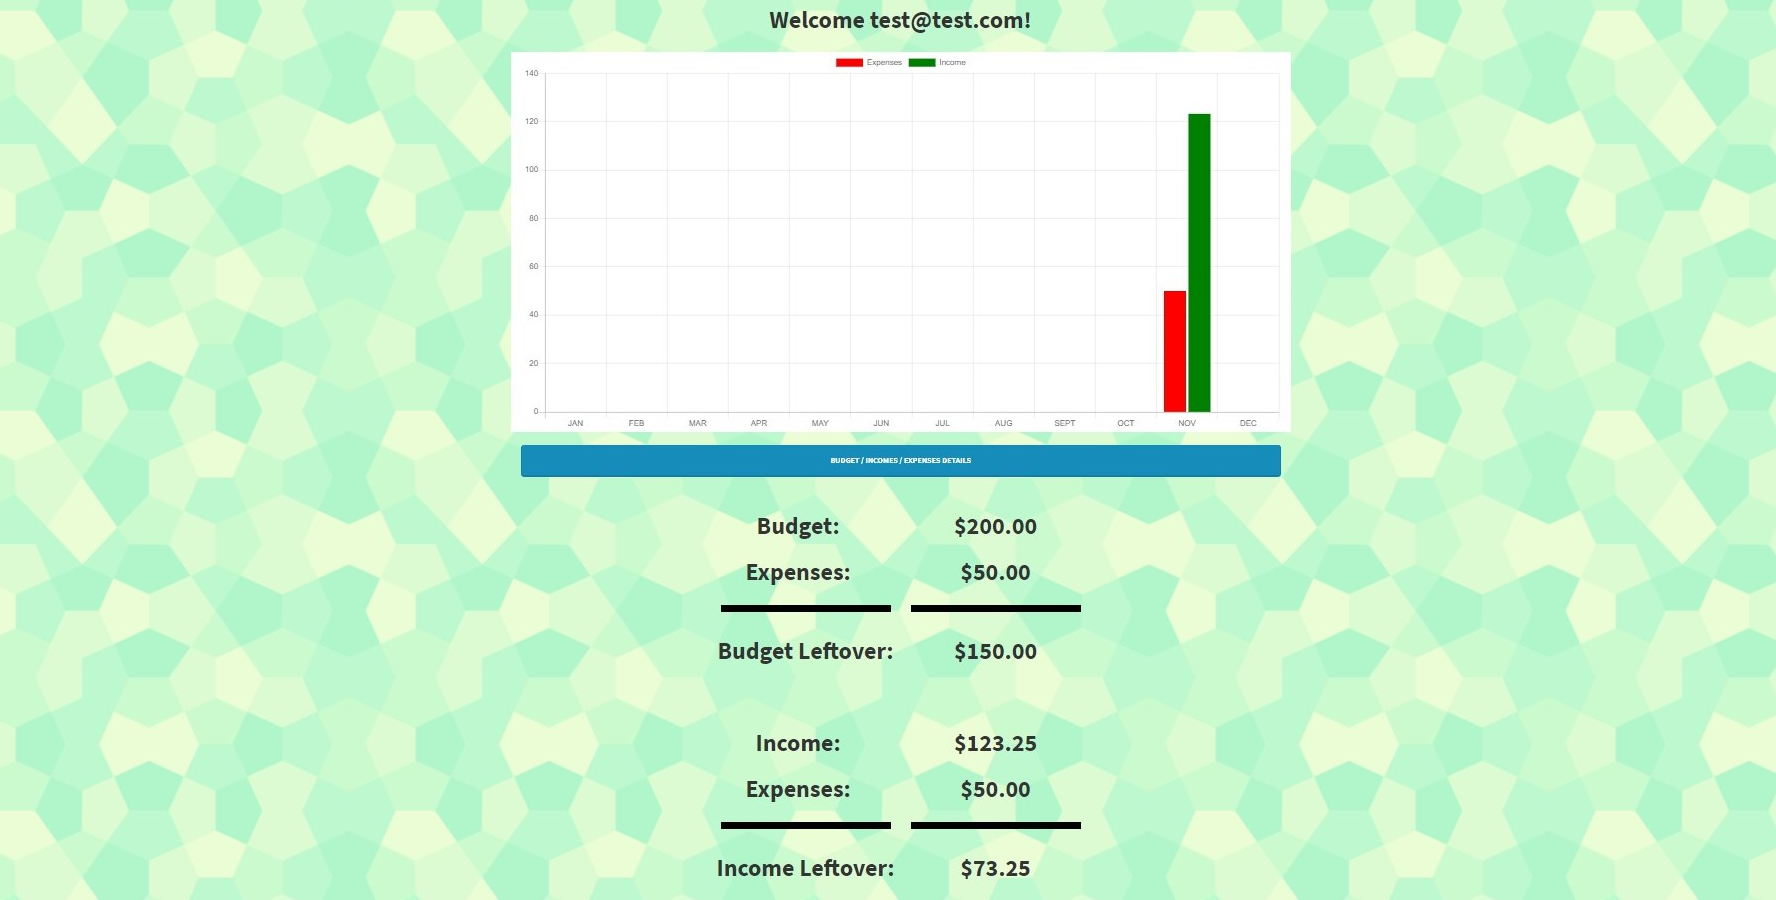 Welcome test@test.com!
Expenses Income
140
120
100
80
60
40
20
0
JAN FEB MAR APR MAY JUN JUL AUG SEPT OCT NOV DEC
BUDGET / INCOMES / EXPENSES DETAILS
Budget: $200.00
Expenses: $50.00
Budget Leftover: $150.00
Income: $123.25
Expenses: $50.00
Income Leftover: $73.25